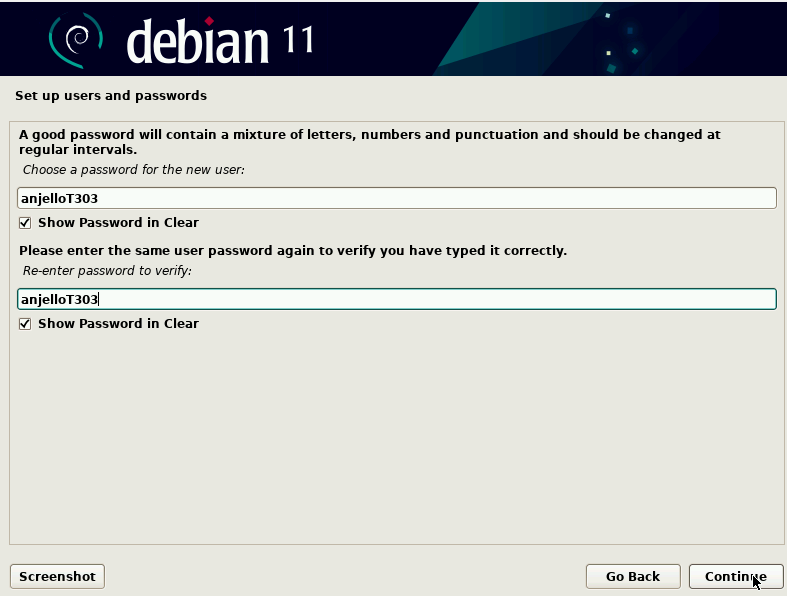 debian 11
Set up users and passwords
A good password will contain a mixture of letters, numbers and punctuation and should be changed at
regular intervals.
Choose a password for the new user:
anjelloT303
Show Password in Clear
Please enter the same user password again to verify you have typed it correctly.
Re-enter password to verify:
anjelloT303
Show Password in Clear
Screenshot
Go Back
Continue